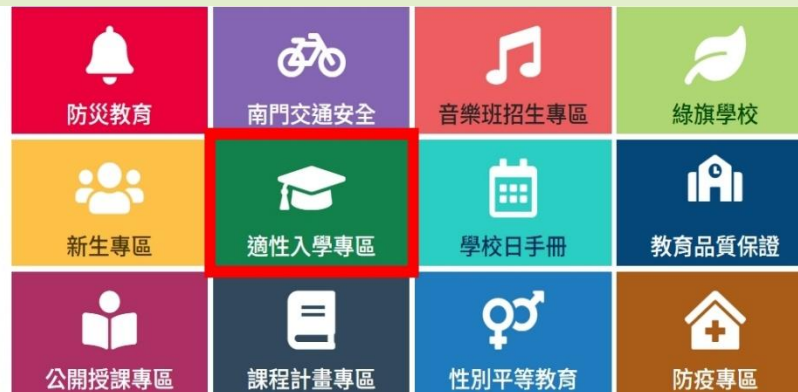 防災教育
南門交通安全
音樂班招生專區
綠旗學校
新生專區
適性入學專區
學校日手冊
教育品質保證
公開授課專區
課程計畫專區
性別平等教育
防疫專區